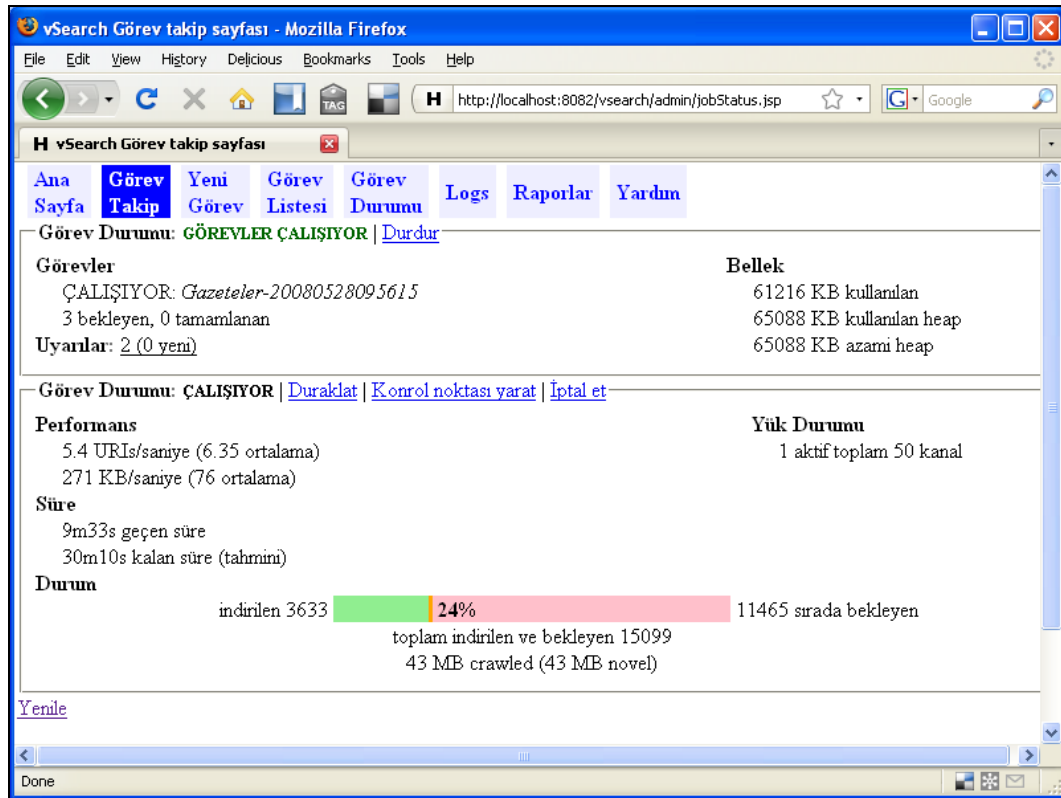 vSearch Görev takip sayfası - Mozilla Firefox
File Edit View History Delicious Bookmarks Tools Help
TAG H http://localhost:8082/vsearch/admin/jobStatus.jsp G Google
H vSearch Görev takip sayfası
Ana Sayfa Görev Takip Yeni Görev Görev Listesi Görev Durumu Logs Raporlar Yardım
Görev Durumu: GÖREVLER ÇALIŞIYOR | Durdur
Görevler Bellek
ÇALIŞIYOR: Gazeteler-20080528095615 61216 KB kullanılan
3 bekleyen, 0 tamamlanan 65088 KB kullanılan heap
Uyarılar: 2 (0 yeni) 65088 KB azami heap
Görev Durumu: ÇALIŞIYOR | Duraklat | Konrol noktası yarat | İptal et
Performans Yük Durumu
5.4 URIs/saniye (6.35 ortalama) 1 aktif toplam 50 kanal
271 KB/saniye (76 ortalama)
Süre
9m33s geçen süre
30m10s kalan süre (tahmini)
Durum
indirilen 3633 24% 11465 sırada bekleyen
toplam indirilen ve bekleyen 15099
43 MB crawled (43 MB novel)
Yenile
Done